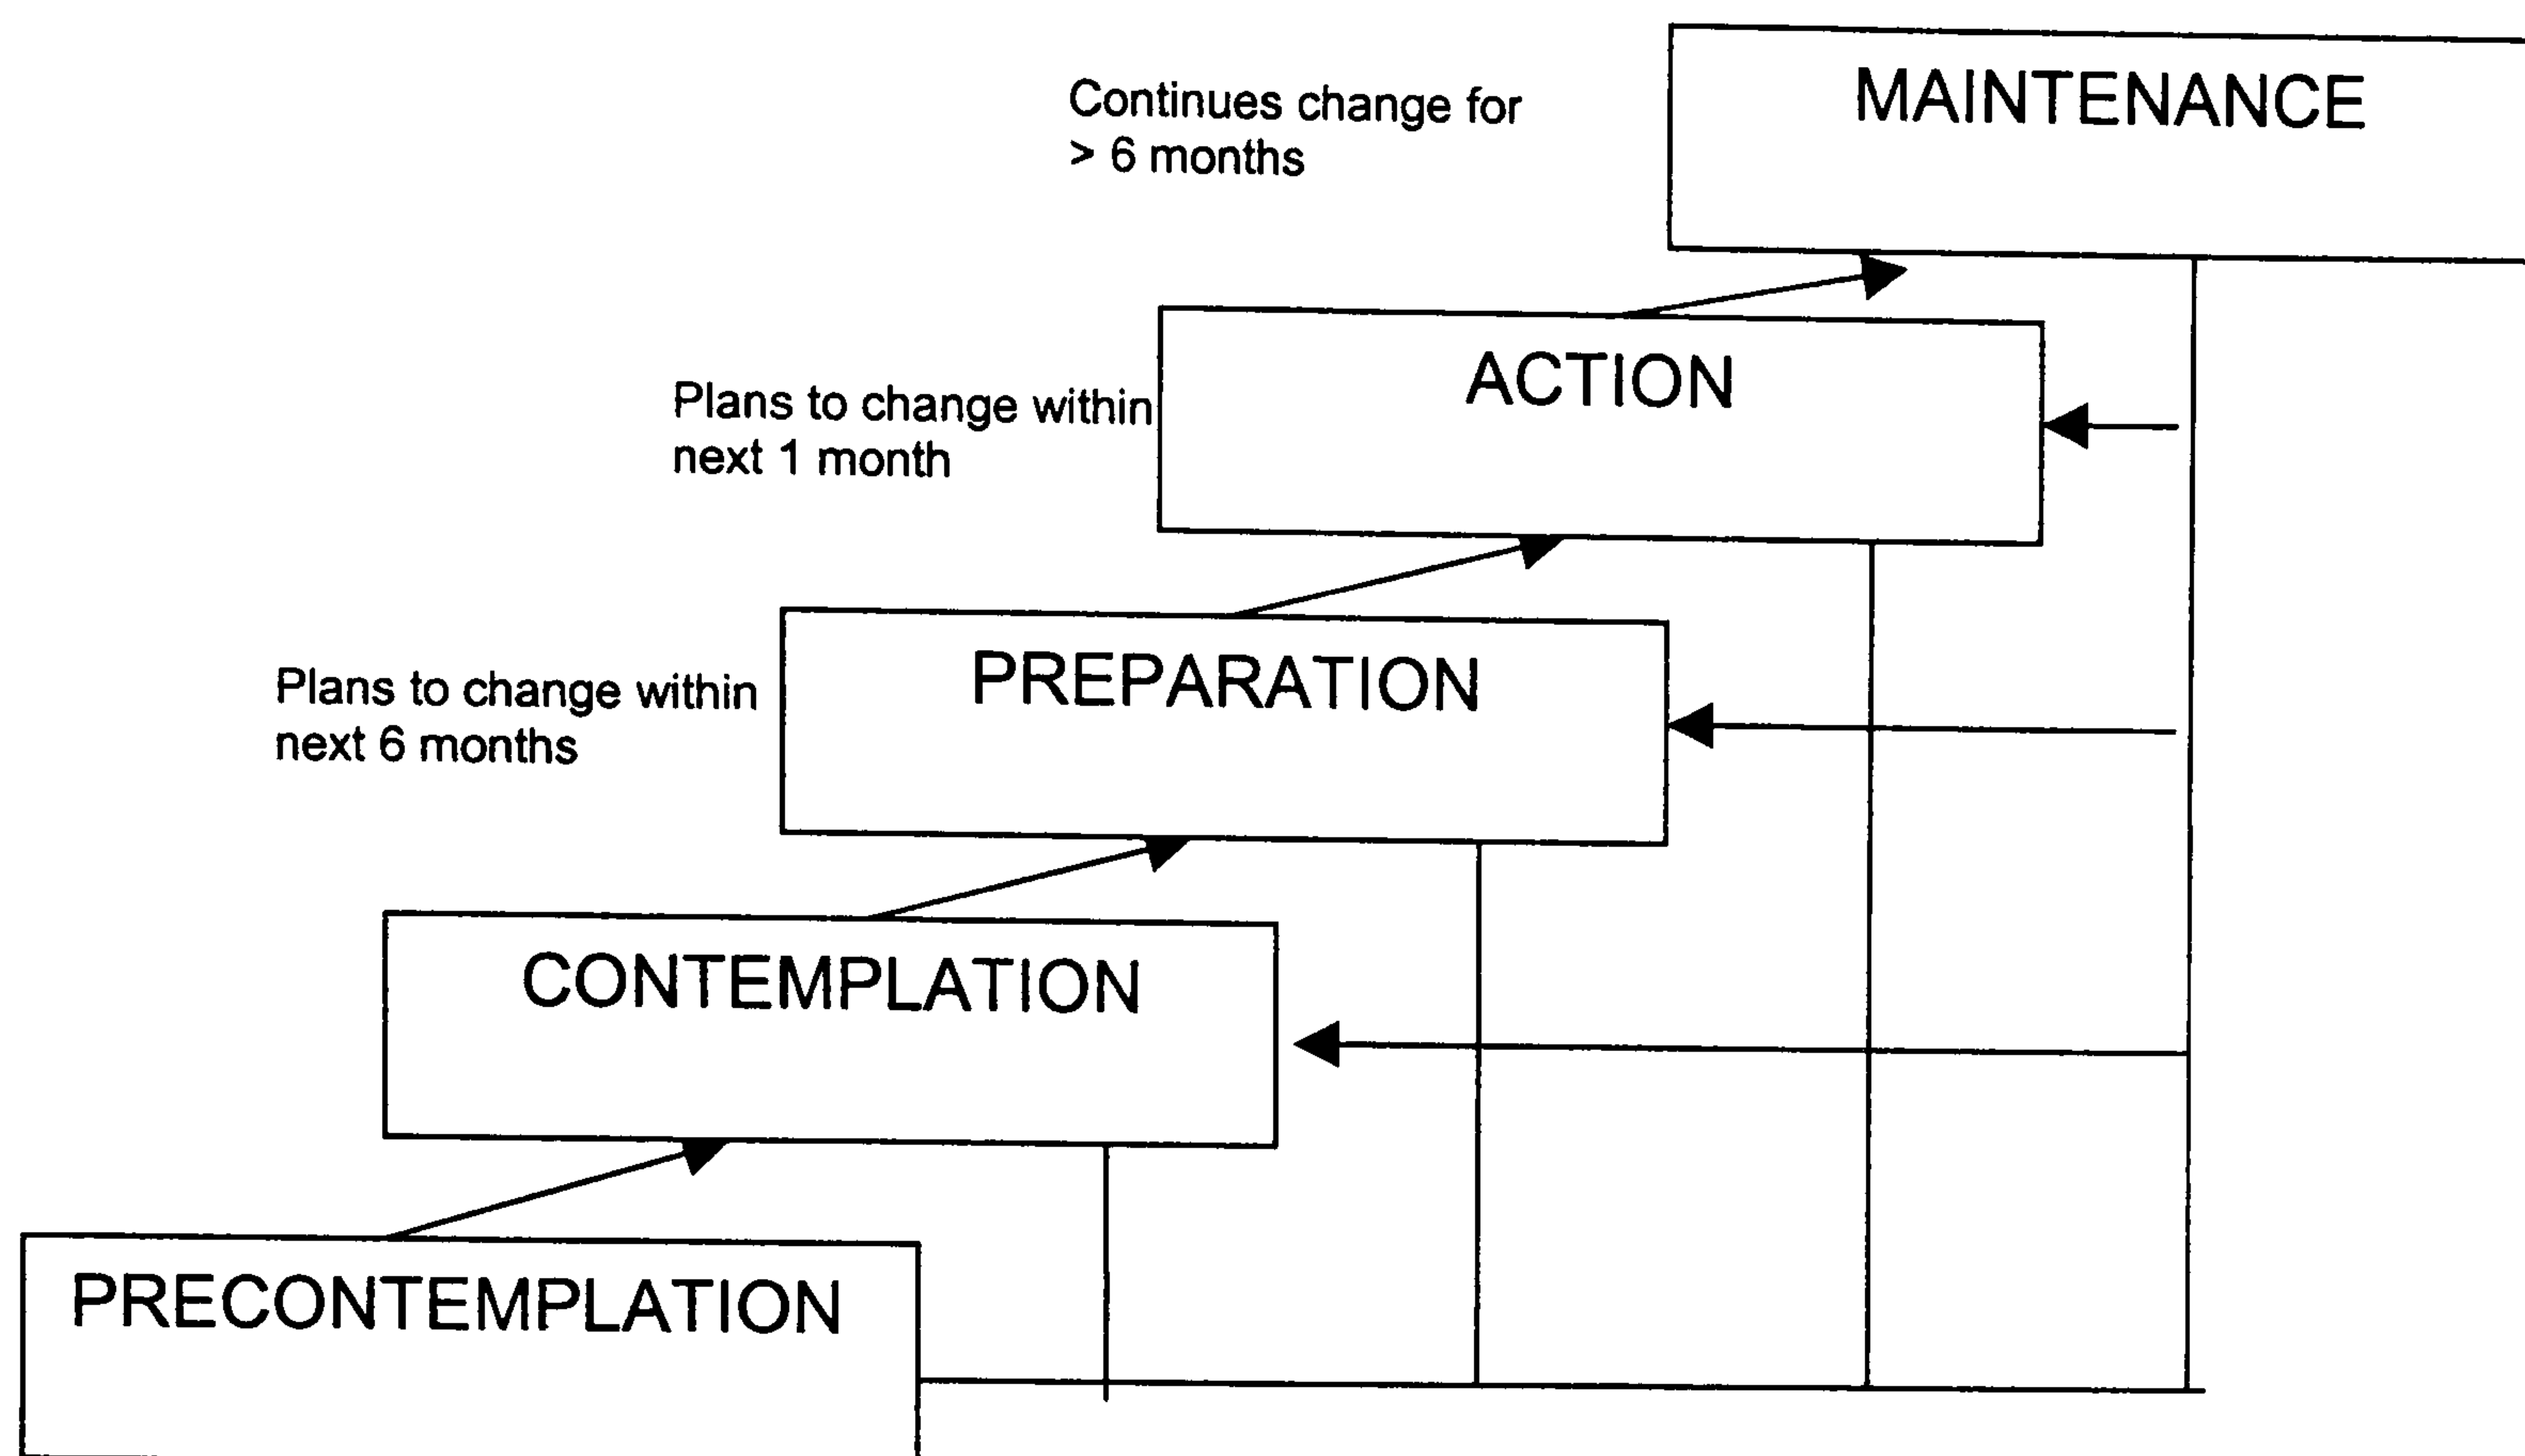 MAINTENANCE
Continues change for
> 6 months
ACTION
Plans to change within
next 1 month
PREPARATION
Plans to change within
next 6 months
CONTEMPLATION
PRECONTEMPLATION